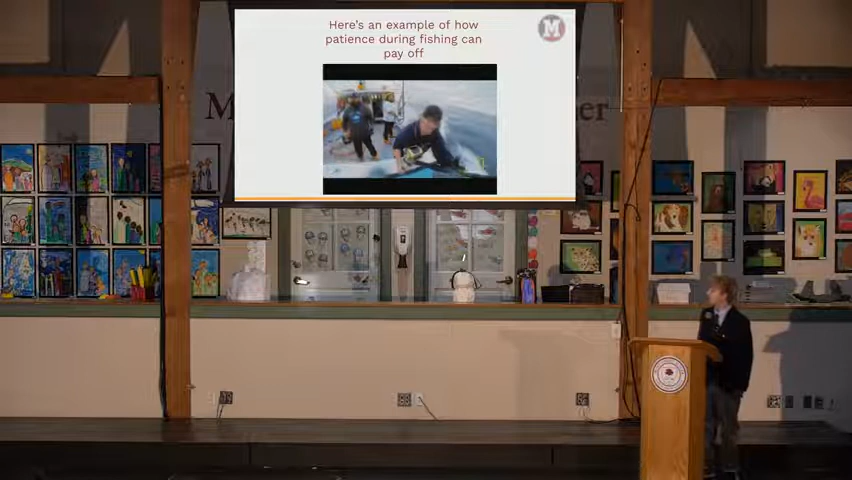 Here's an example of how
patience during fishing can
pay off
M